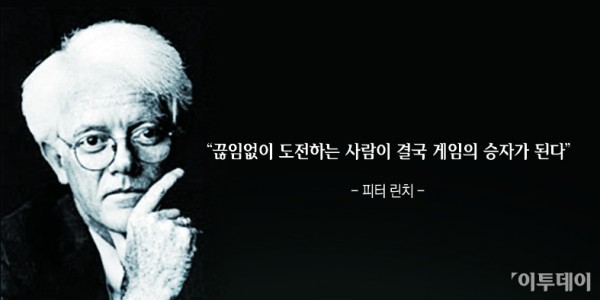 “끊임없이 도전하는 사람이 결국 게임의 승자가 된다”
– 피터 린치 –
이투데이